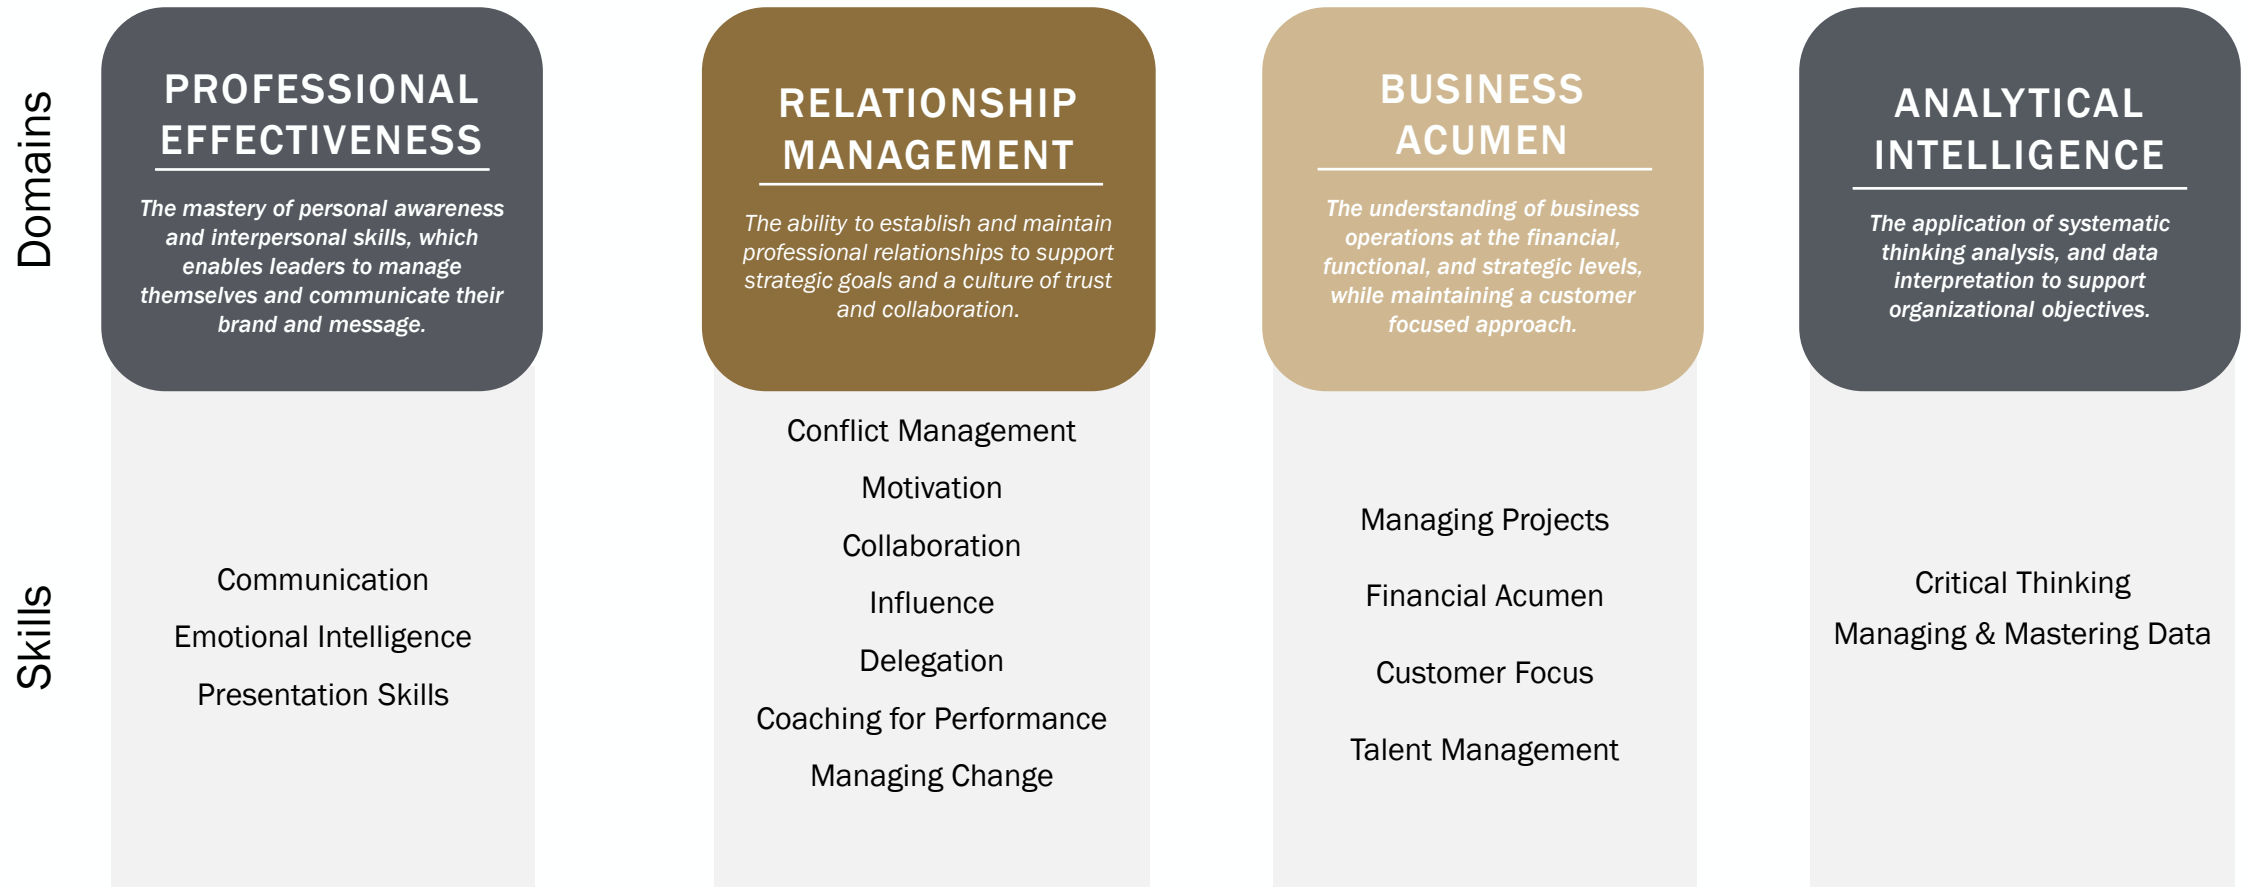 Domains
PROFESSIONAL
EFFECTIVENESS
The mastery of personal awareness
and interpersonal skills, which
enables leaders to manage
themselves and communicate their
brand and message.
RELATIONSHIP
MANAGEMENT
The ability to establish and maintain
professional relationships to support
strategic goals and a culture of trust
and collaboration.
BUSINESS
ACUMEN
The understanding of business
operations at the financial,
functional, and strategic levels,
while maintaining a customer
focused approach.
ANALYTICAL
INTELLIGENCE
The application of systematic
thinking analysis, and data
interpretation to support
organizational objectives.
Skills
Communication
Emotional Intelligence
Presentation Skills
Conflict Management
Motivation
Collaboration
Influence
Delegation
Coaching for Performance
Managing Change
Managing Projects
Financial Acumen
Customer Focus
Talent Management
Critical Thinking
Managing & Mastering Data